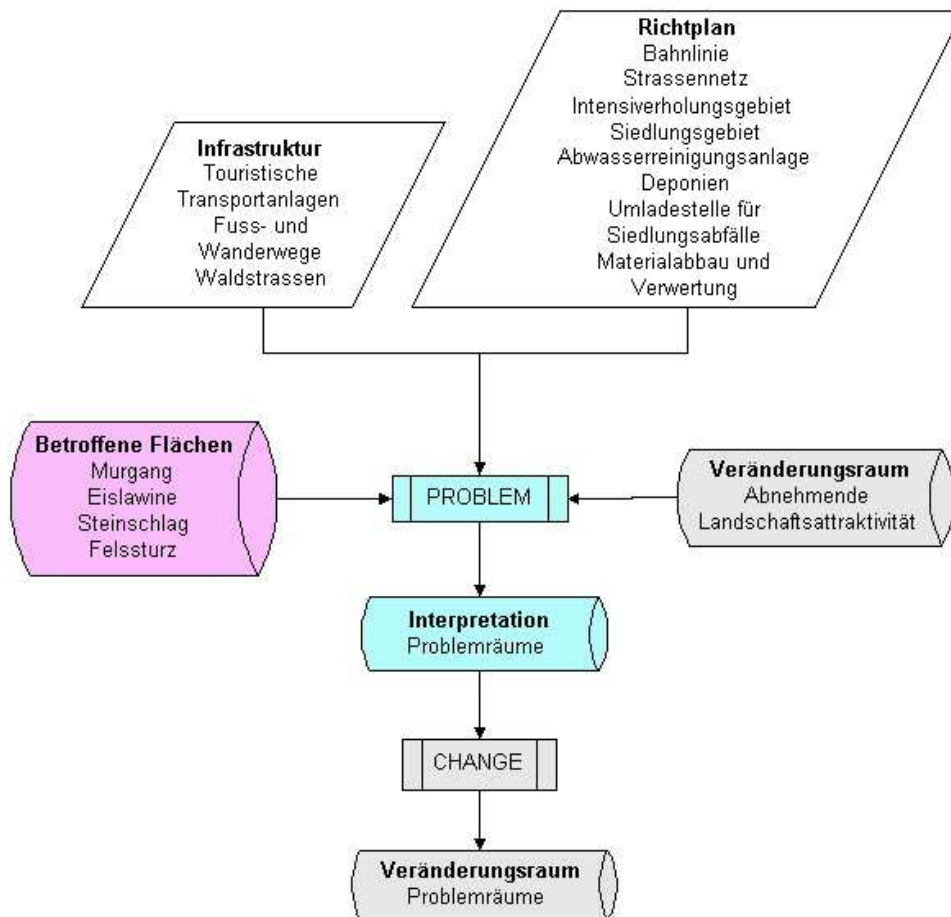 Richtplan
Bahnlinie
Strassennetz
Intensiverholungsgebiet
Siedlungsgebiet
Abwasserreinigungsanlage
Deponien
Umladestelle für
Siedlungsabfälle
Materialabbau und
Verwertung
Infrastruktur
Touristische
Transportanlagen
Fuss- und
Wanderwege
Waldstrassen
Betroffene Flächen
Murgang
Eislawine
Steinschlag
Felssturz
PROBLEM
Veränderungsraum
Abnehmende
Landschaftsattraktivität
Interpretation
Problemräume
CHANGE
Veränderungsraum
Problemräume